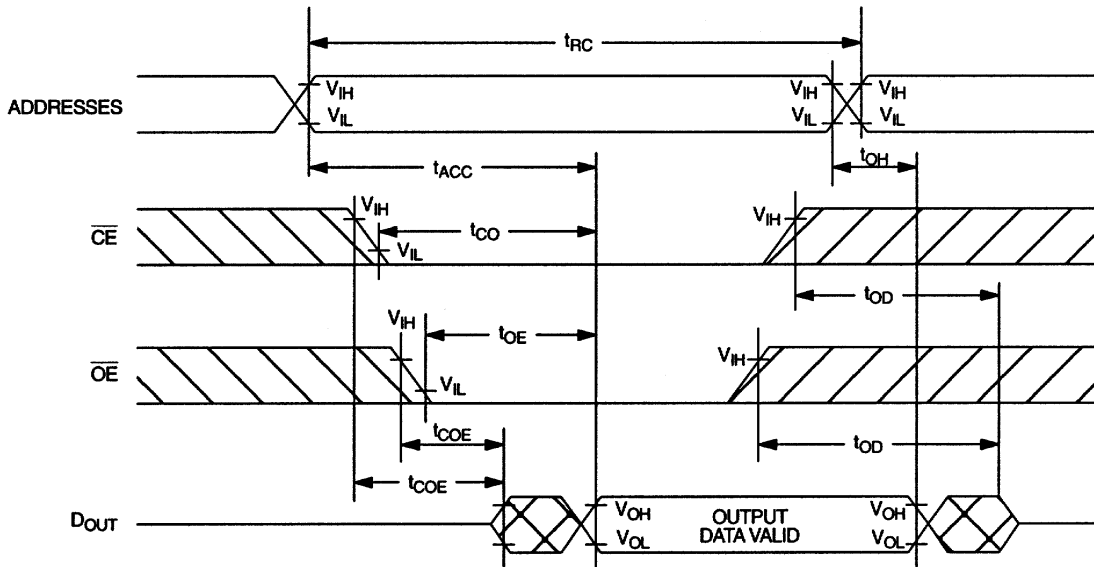 tRC
ADDRESSES
VIH
VIL
VIH
VIL
VIH
VIL
tACC
tOH
CE
VIH
VIL
tCO
VIH
tOD
OE
VIH
VIL
tOE
VIH
tCOE
tOD
tCOE
DOUT
VOH
VOL
OUTPUT
DATA VALID
VOH
VOL